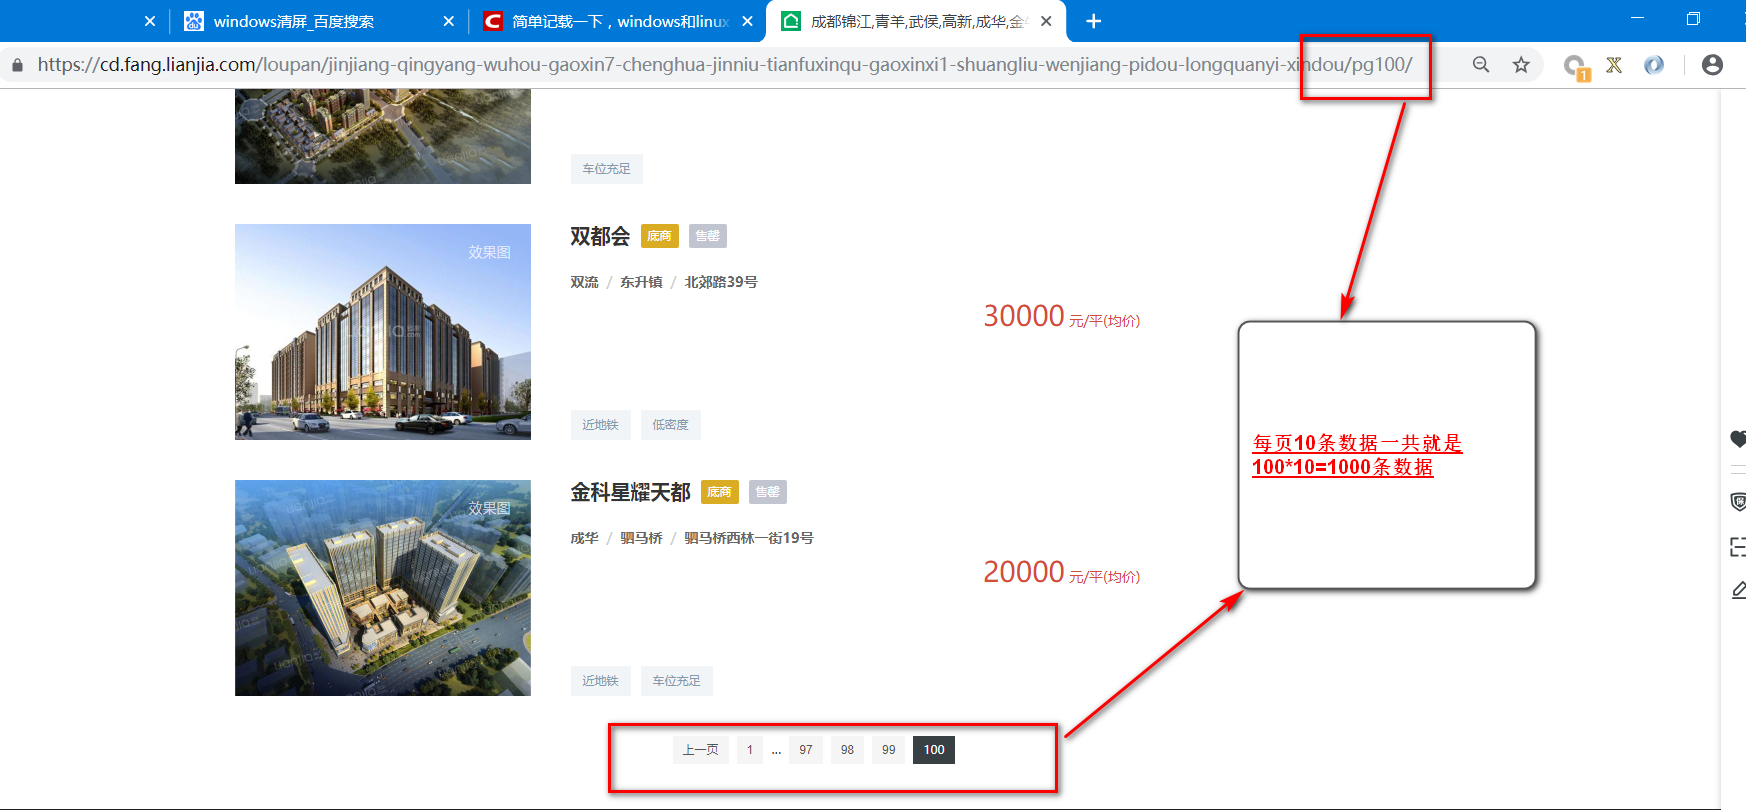 windows清屏_百度搜索
简单记载一下，windows和linux
成都锦江,青羊,武侯,高新,成华,金
https://cd.fang.lianjia.com/loupan/jinjiang-qingyang-wuhou-gaoxin7-chenghua-jinniu-tianfuxinqu-gaoxinxi1-shuangliu-wenjiang-pidou-longquanyi-xindou/pg100/
1
车位充足
效果图
双都会 底商 售罄
双流 / 东升镇 / 北郊路39号
30000 元/平(均价)
近地铁 低密度
每页10条数据一共就是
100*10=1000条数据
效果图
金科星耀天都 底商 售罄
成华 / 驷马桥 / 驷马桥西林一街19号
20000 元/平(均价)
近地铁 车位充足
上一页 1 ... 97 98 99 100